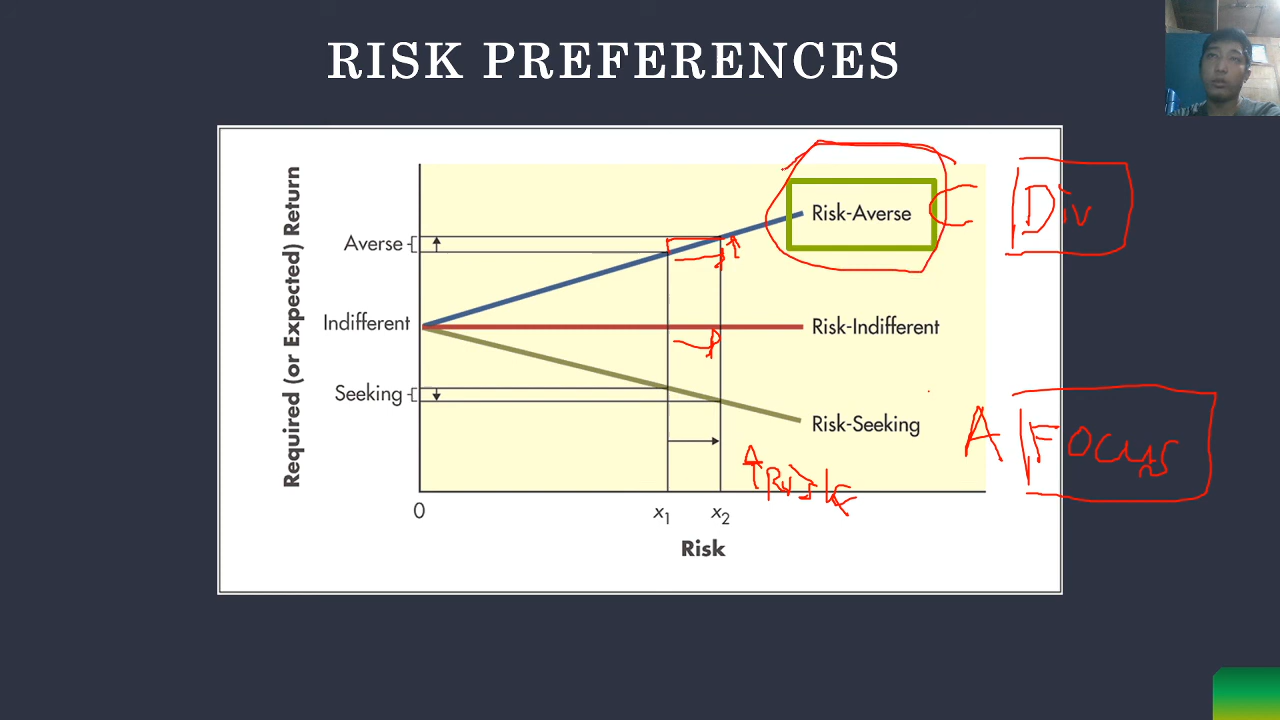 RISK PREFERENCES
Required (or Expected) Return
Averse
Indifferent
Seeking
Risk-Averse
C
Div
Risk-Indifferent
Risk-Seeking
A
Focus
↑Risk
0
x₁
x₂
Risk